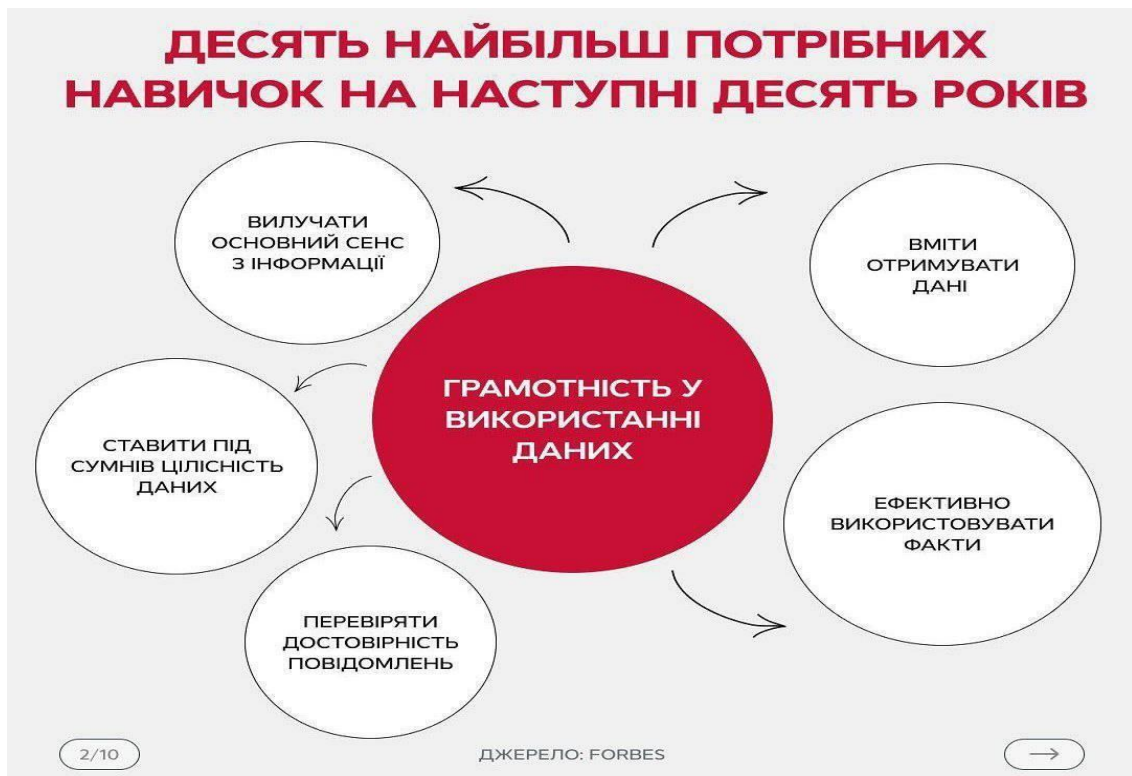 ДЕСЯТЬ НАЙБІЛЬШ ПОТРІБНИХ
НАВИЧОК НА НАСТУПНІ ДЕСЯТЬ РОКІВ
ВИЛУЧАТИ
ОСНОВНИЙ СЕНС
З ІНФОРМАЦІЇ
ВМІТИ
ОТРИМУВАТИ
ДАНІ
ГРАМОТНІСТЬ У
ВИКОРИСТАННІ
ДАНИХ
СТАВИТИ ПІД
СУМНІВ ЦІЛІСНІСТЬ
ДАНИХ
ЕФЕКТИВНО
ВИКОРИСТОВУВАТИ
ФАКТИ
ПЕРЕВІРЯТИ
ДОСТОВІРНІСТЬ
ПОВІДОМЛЕНЬ
2/10
ДЖЕРЕЛО: FORBES